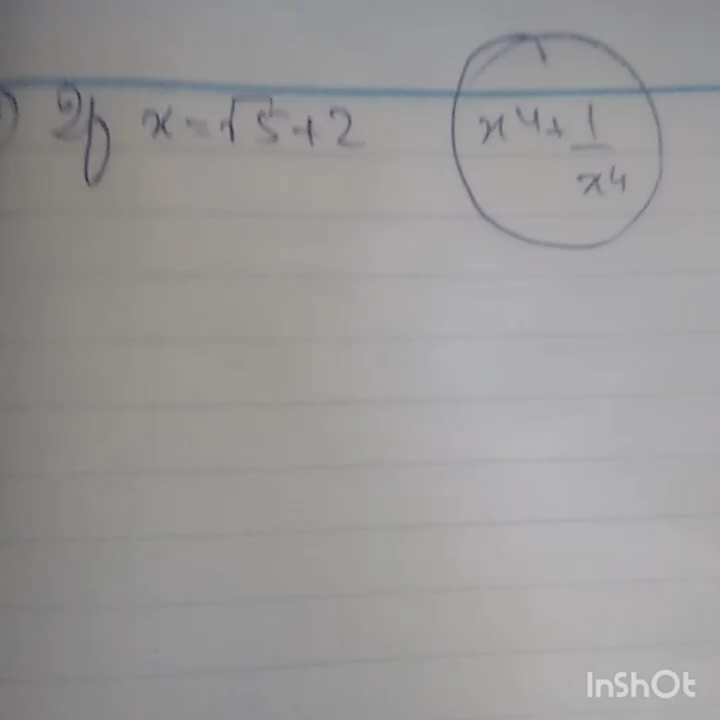 If x = √5 + 2 x⁴ + 1/x⁴
InShOt